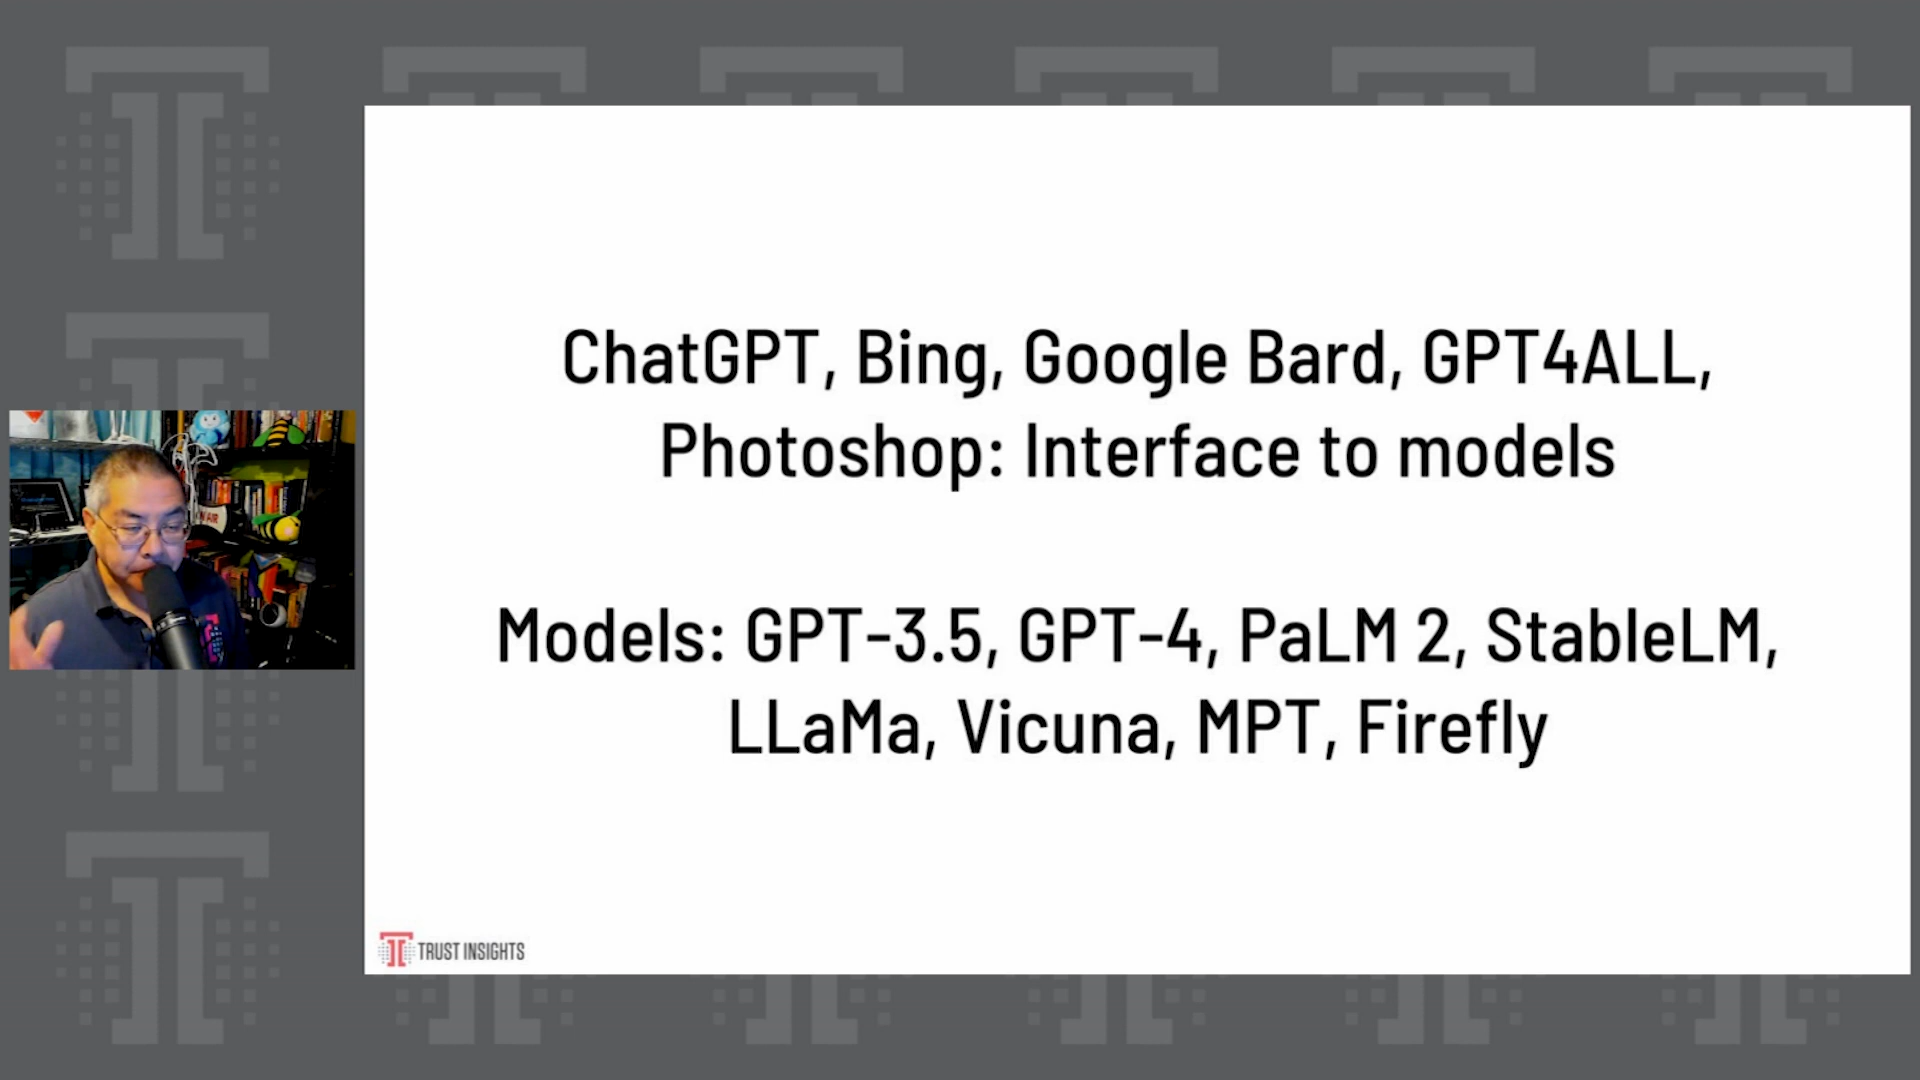 ChatGPT, Bing, Google Bard, GPT4ALL,
Photoshop: Interface to models
Models: GPT-3.5, GPT-4, PaLM 2, StableLM,
LLaMa, Vicuna, MPT, Firefly
TRUST INSIGHTS